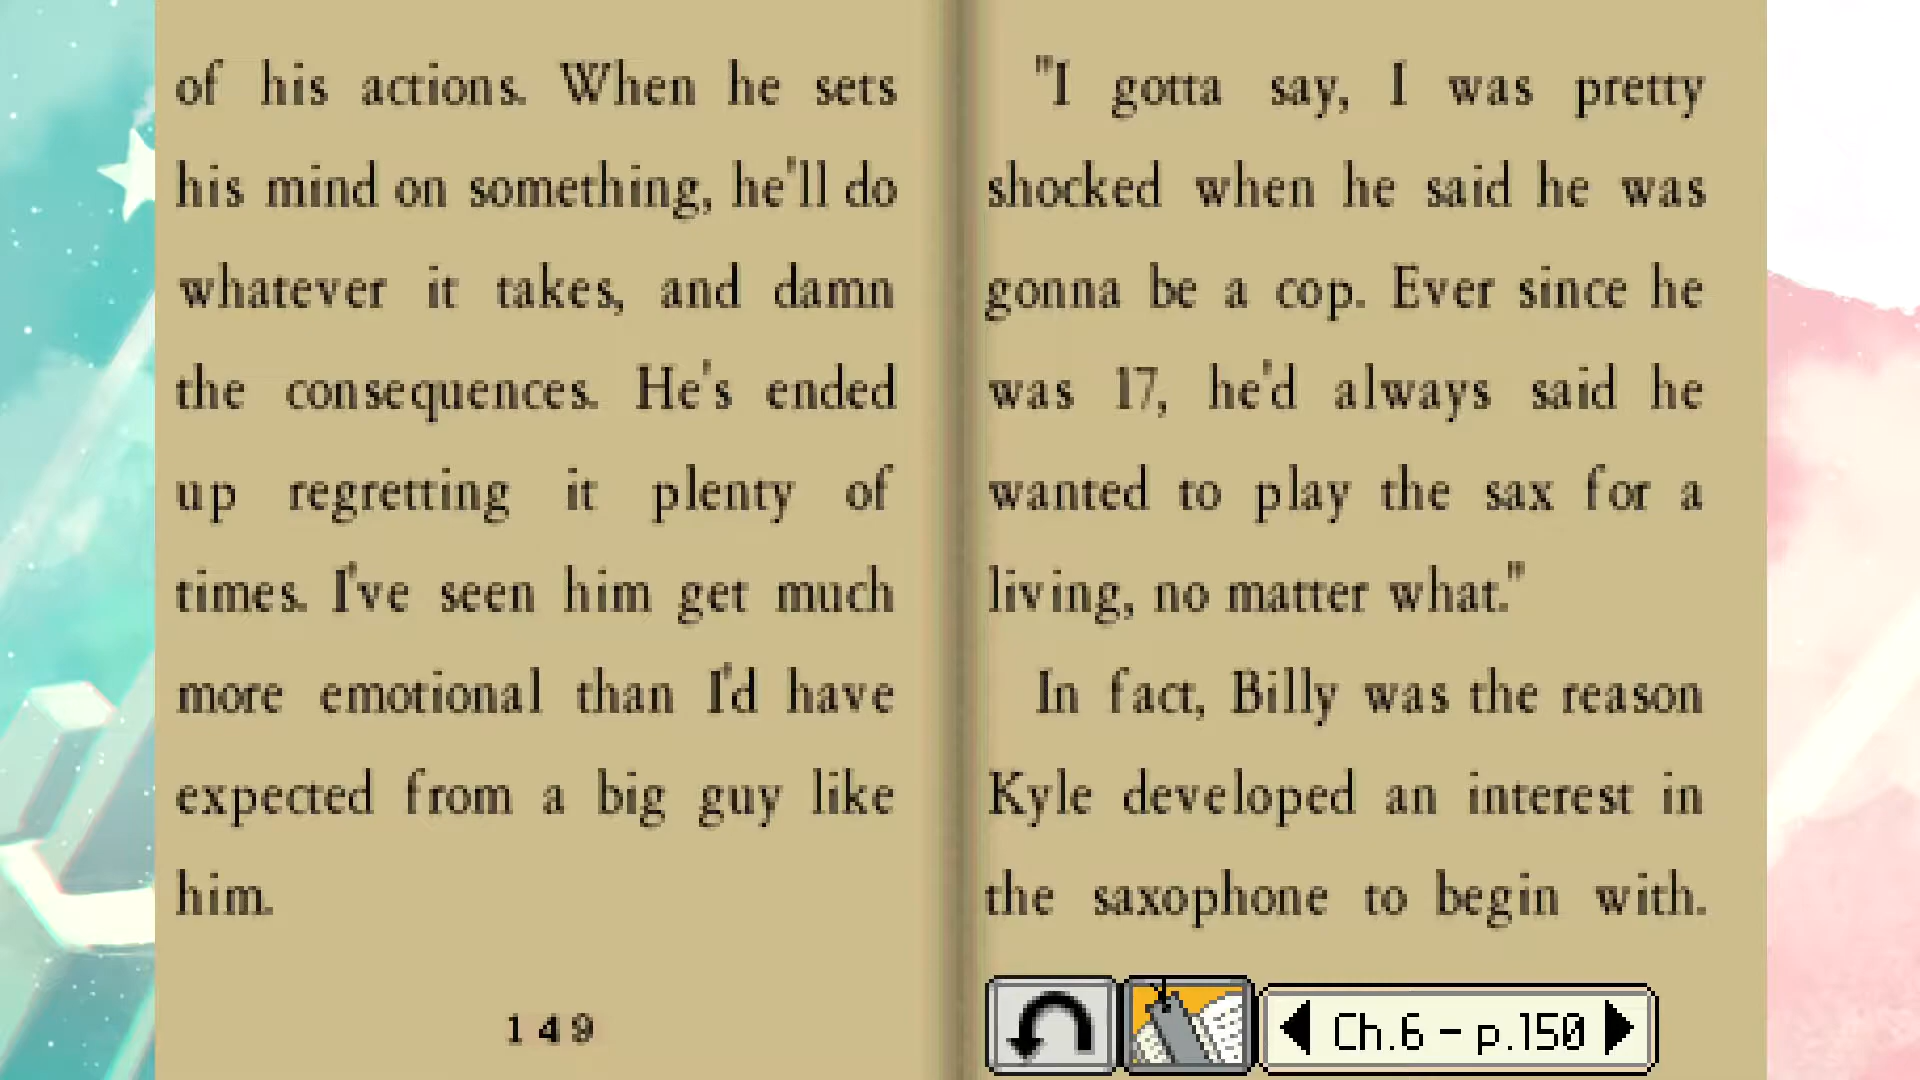 of his actions. When he sets
his mind on something, he'll do
whatever it takes, and damn
the consequences. He's ended
up regretting it plenty of
times. I've seen him get much
more emotional than I'd have
expected from a big guy like
him.
149
"I gotta say, I was pretty
shocked when he said he was
gonna be a cop. Ever since he
was 17, he'd always said he
wanted to play the sax for a
living, no matter what."
In fact, Billy was the reason
Kyle developed an interest in
the saxophone to begin with.
Ch.6 - p.150